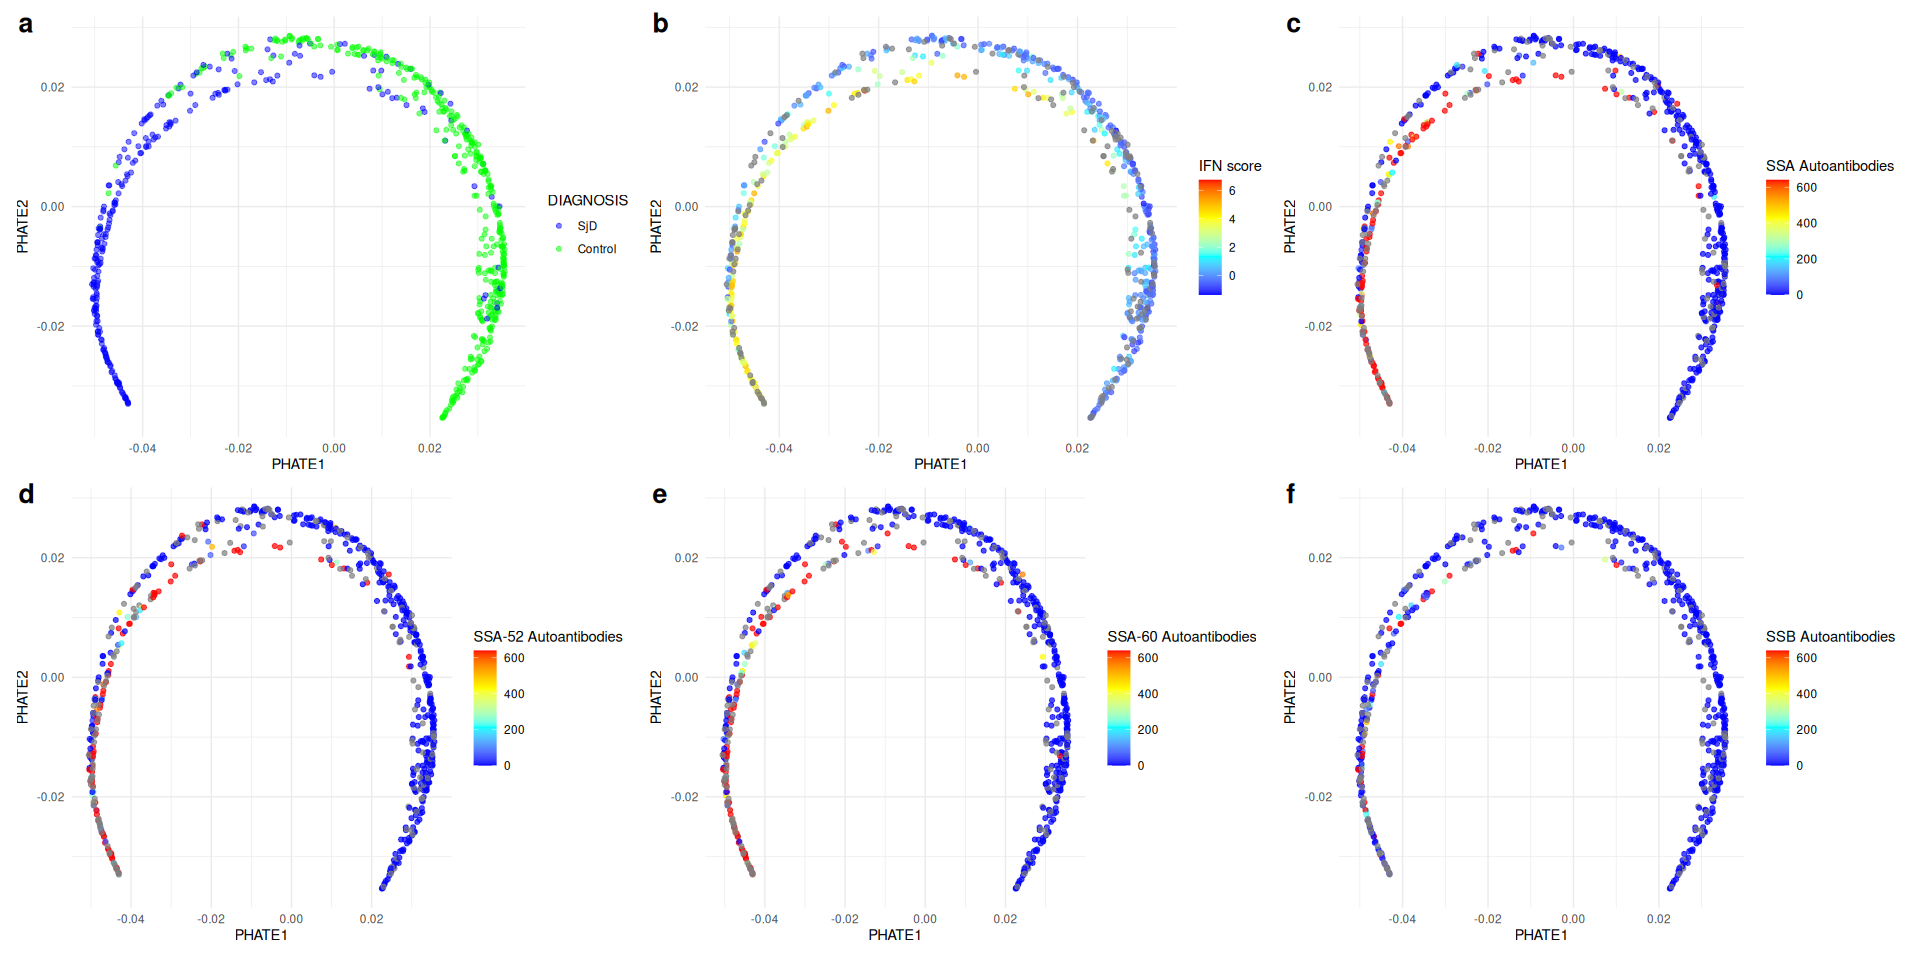 a
0.02
0.00
-0.02
PHATE2
-0.04
-0.02
0.00
0.02
PHATE1
DIAGNOSIS
SjD
Control
b
0.02
0.00
-0.02
PHATE2
-0.04
-0.02
0.00
0.02
PHATE1
IFN score
6
4
2
0
c
0.02
0.00
-0.02
PHATE2
-0.04
-0.02
0.00
0.02
PHATE1
SSA Autoantibodies
600
400
200
0
d
0.02
0.00
-0.02
PHATE2
-0.04
-0.02
0.00
0.02
PHATE1
SSA-52 Autoantibodies
600
400
200
0
e
0.02
0.00
-0.02
PHATE2
-0.04
-0.02
0.00
0.02
PHATE1
SSA-60 Autoantibodies
600
400
200
0
f
0.02
0.00
-0.02
PHATE2
-0.04
-0.02
0.00
0.02
PHATE1
SSB Autoantibodies
600
400
200
0